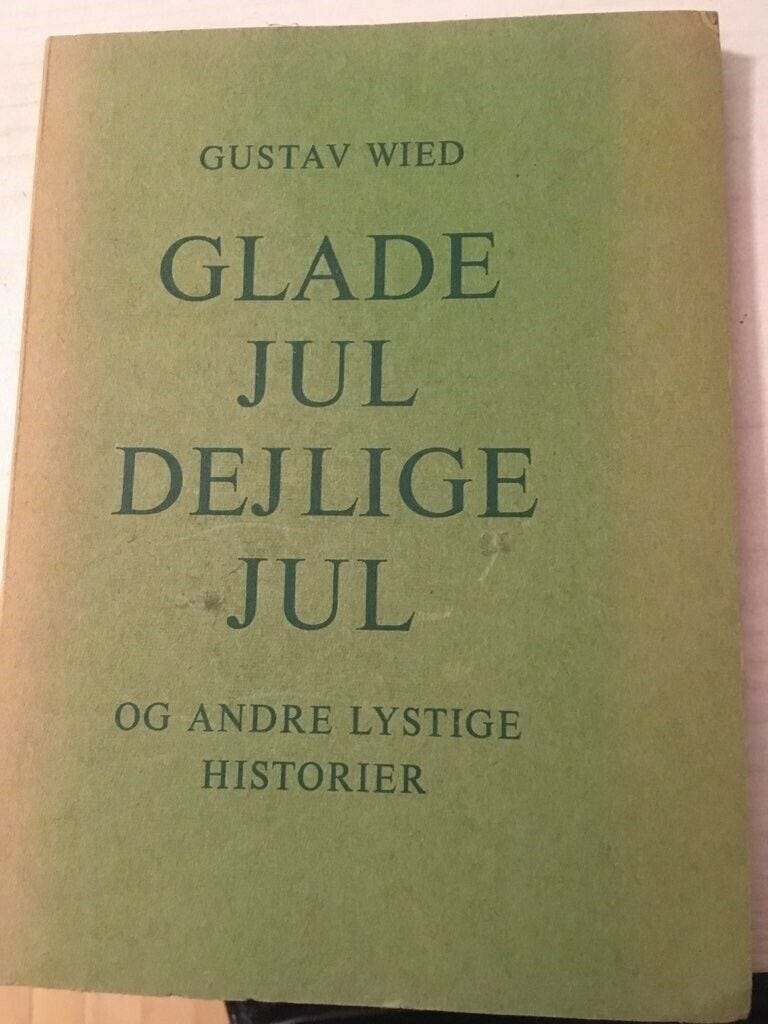 GUSTAV WIED
GLADE
JUL
DEJLIGE
JUL
OG ANDRE LYSTIGE
HISTORIER